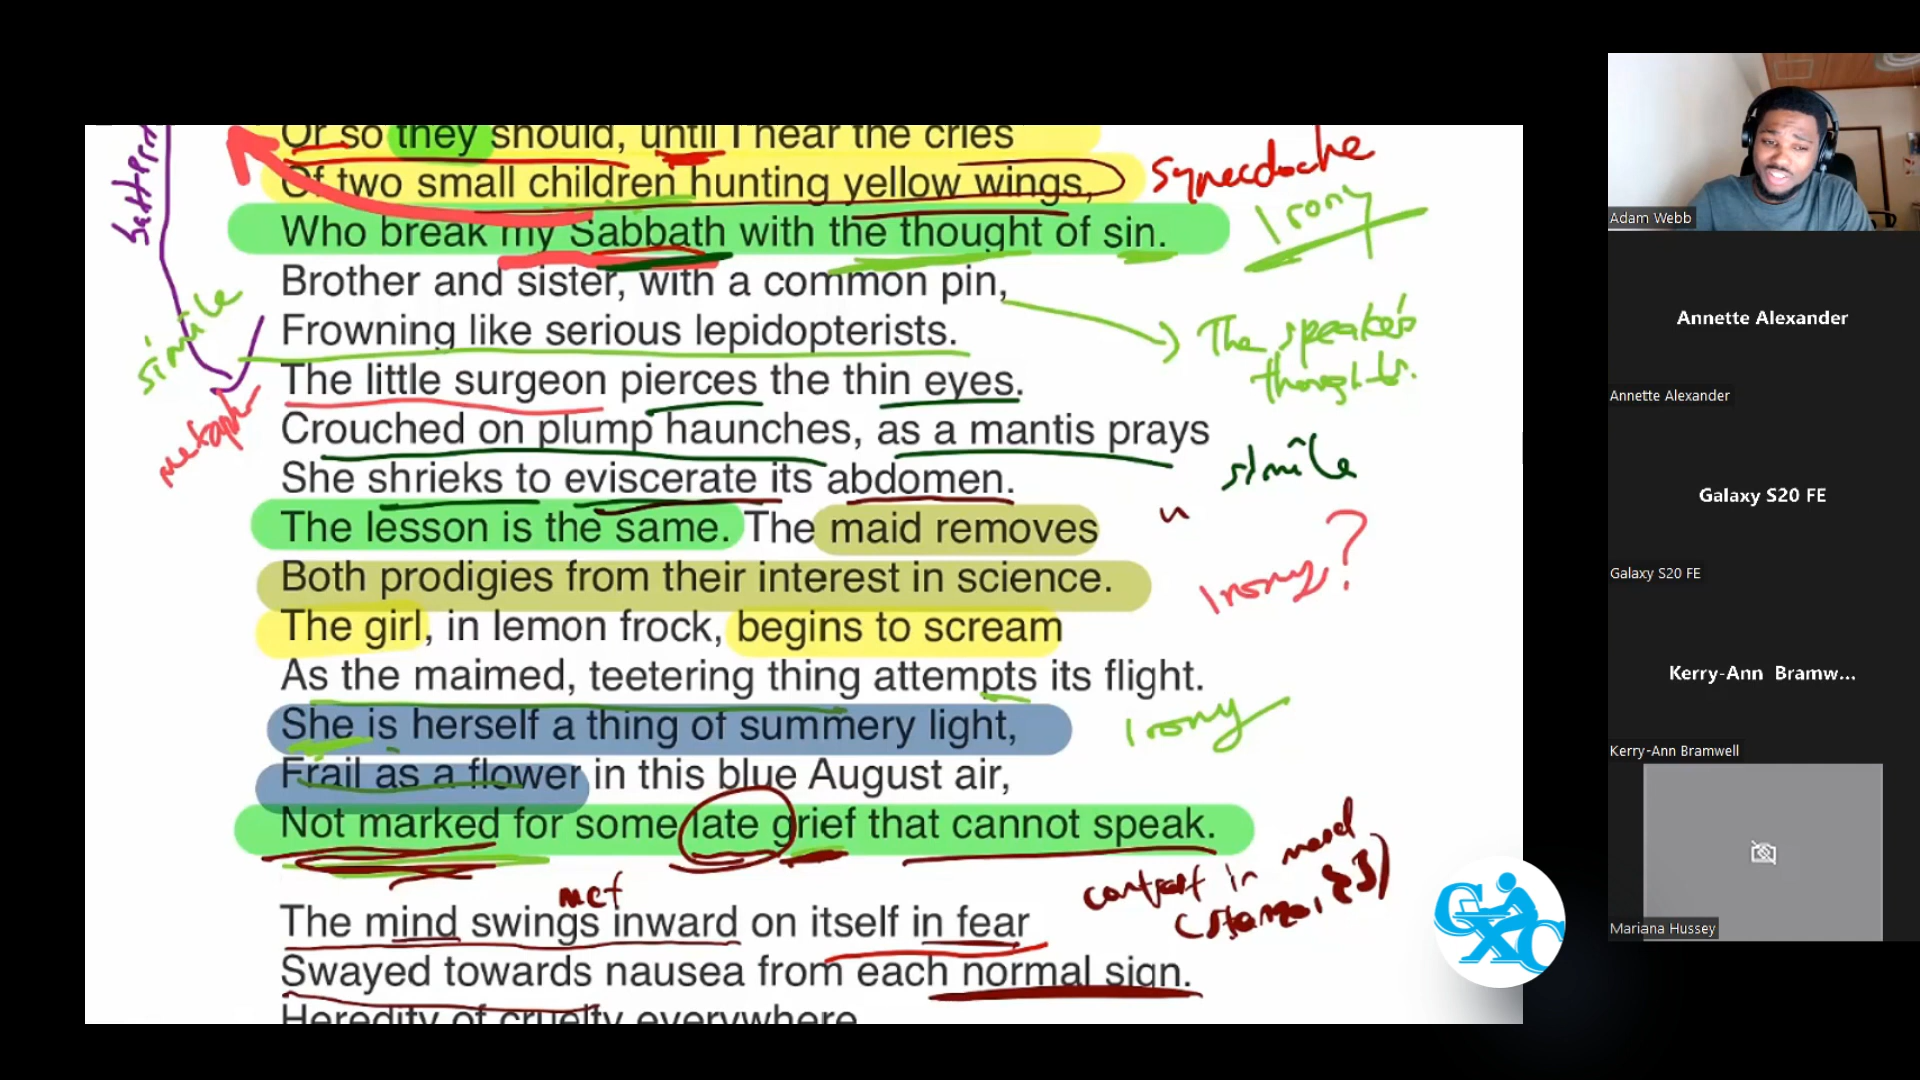 Or so they should, until I hear the cries
Of two small children hunting yellow wings,
synecdoche
Irony
Who break my Sabbath with the thought of sin.
Brother and sister, with a common pin,
The speaker's
thoughts.
simile
Frowning like serious lepidopterists.
The little surgeon pierces the thin eyes.
metaphor
Crouched on plump haunches, as a mantis prays
simile
She shrieks to eviscerate its abdomen.
The lesson is the same. The maid removes
Irony?
Both prodigies from their interest in science.
The girl, in lemon frock, begins to scream
As the maimed, teetering thing attempts its flight.
Irony
She is herself a thing of summery light,
Frail as a flower in this blue August air,
Not marked for some late grief that cannot speak.
met
contrast in mood
(stanza 1 & 3)
The mind swings inward on itself in fear
Swayed towards nausea from each normal sign.
Heredity of cruelty everywhere
GXC
Adam Webb
Annette Alexander
Annette Alexander
Galaxy S20 FE
Galaxy S20 FE
Kerry-Ann Bramw...
Kerry-Ann Bramwell
Mariana Hussey